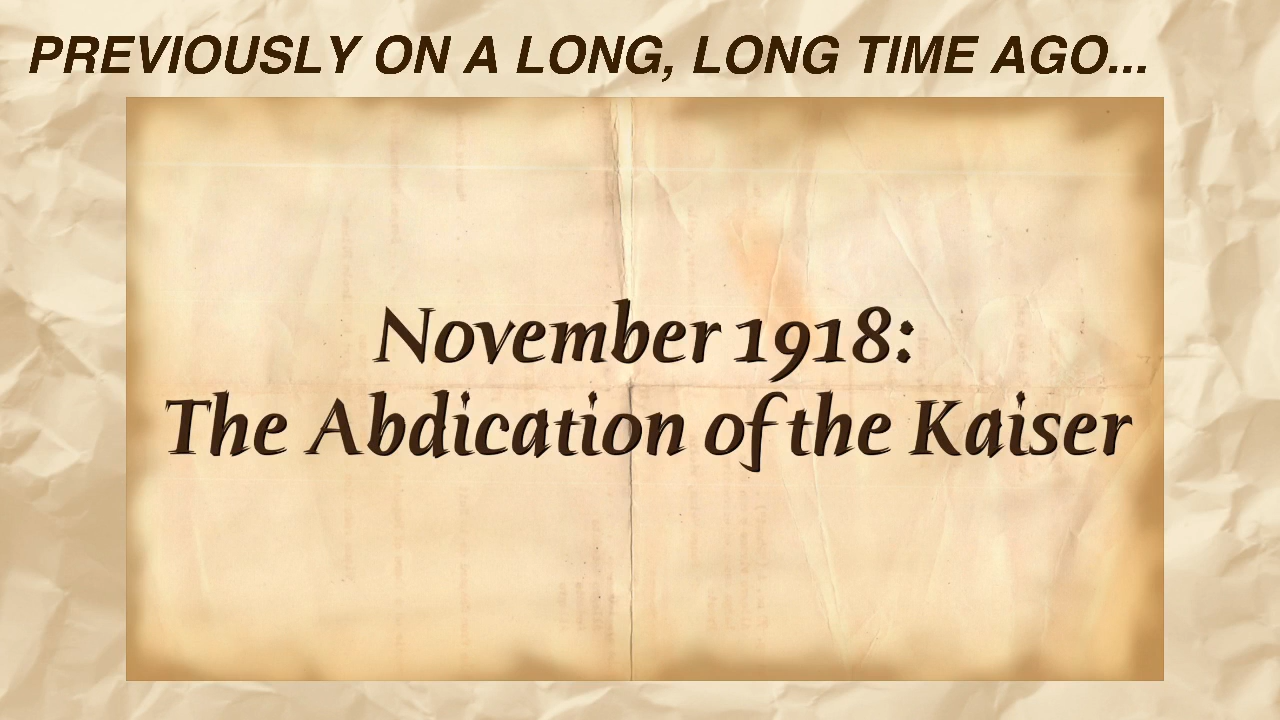 PREVIOUSLY ON A LONG, LONG TIME AGO...
November 1918:
The Abdication of the Kaiser